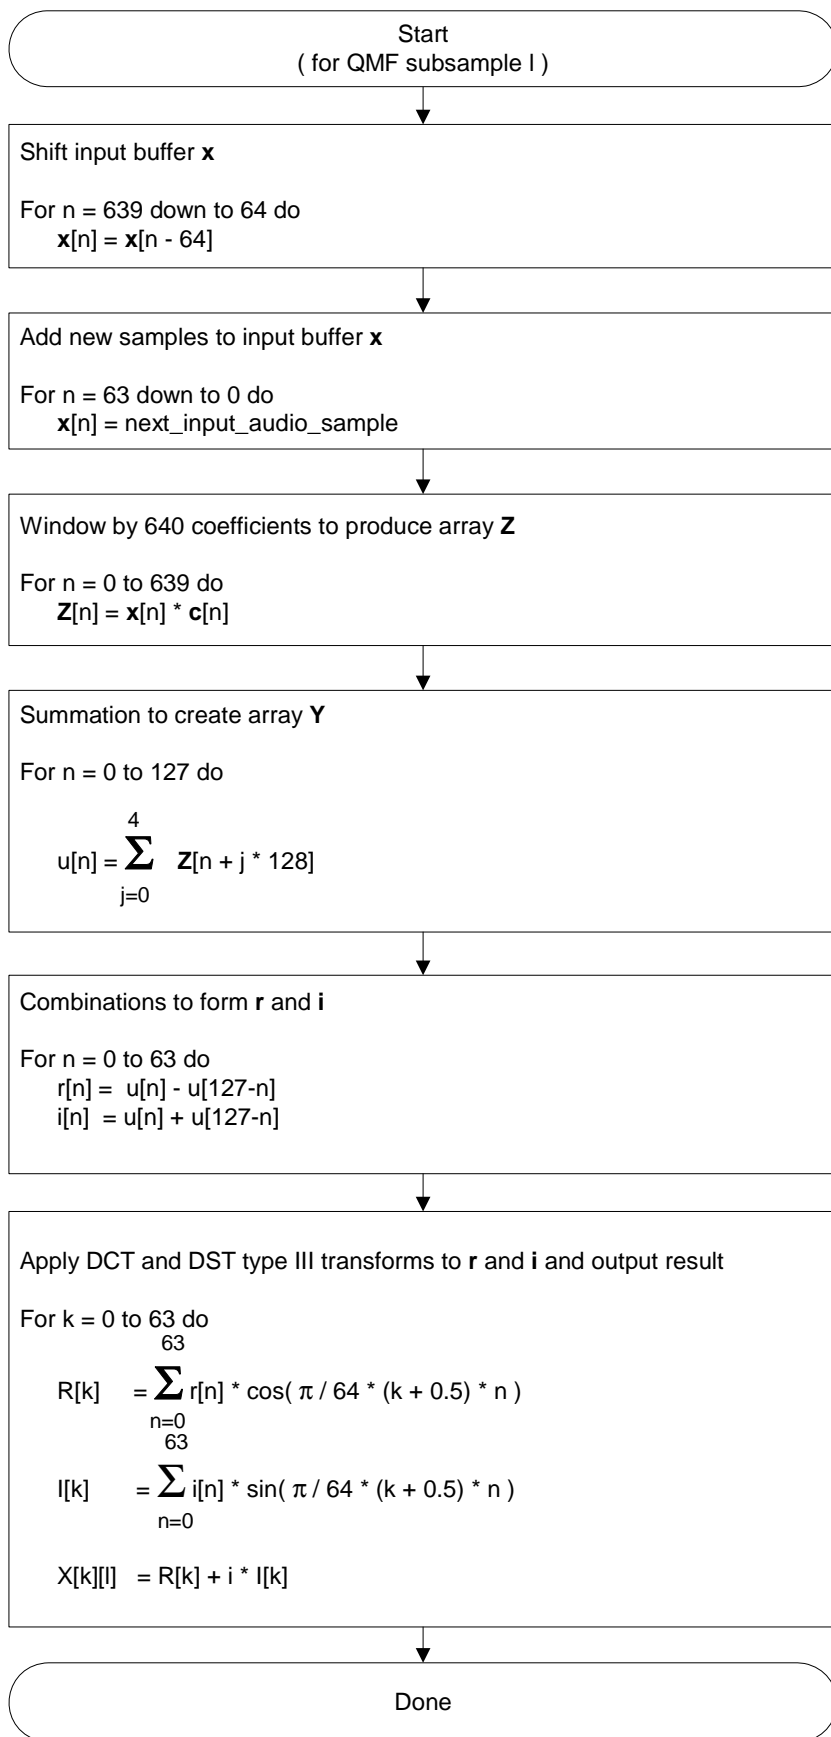 Start
( for QMF subsample l )
Shift input buffer x
For n = 639 down to 64 do
x[n] = x[n - 64]
Add new samples to input buffer x
For n = 63 down to 0 do
x[n] = next_input_audio_sample
Window by 640 coefficients to produce array Z
For n = 0 to 639 do
Z[n] = x[n] * c[n]
Summation to create array Y
For n = 0 to 127 do
4
u[n] = Σ Z[n + j * 128]
j=0
Combinations to form r and i
For n = 0 to 63 do
r[n] = u[n] - u[127-n]
i[n] = u[n] + u[127-n]
Apply DCT and DST type III transforms to r and i and output result
For k = 0 to 63 do
63
R[k] = Σ r[n] * cos( π / 64 * (k + 0.5) * n )
n=0
63
I[k] = Σ i[n] * sin( π / 64 * (k + 0.5) * n )
n=0
X[k][l] = R[k] + i * I[k]
Done